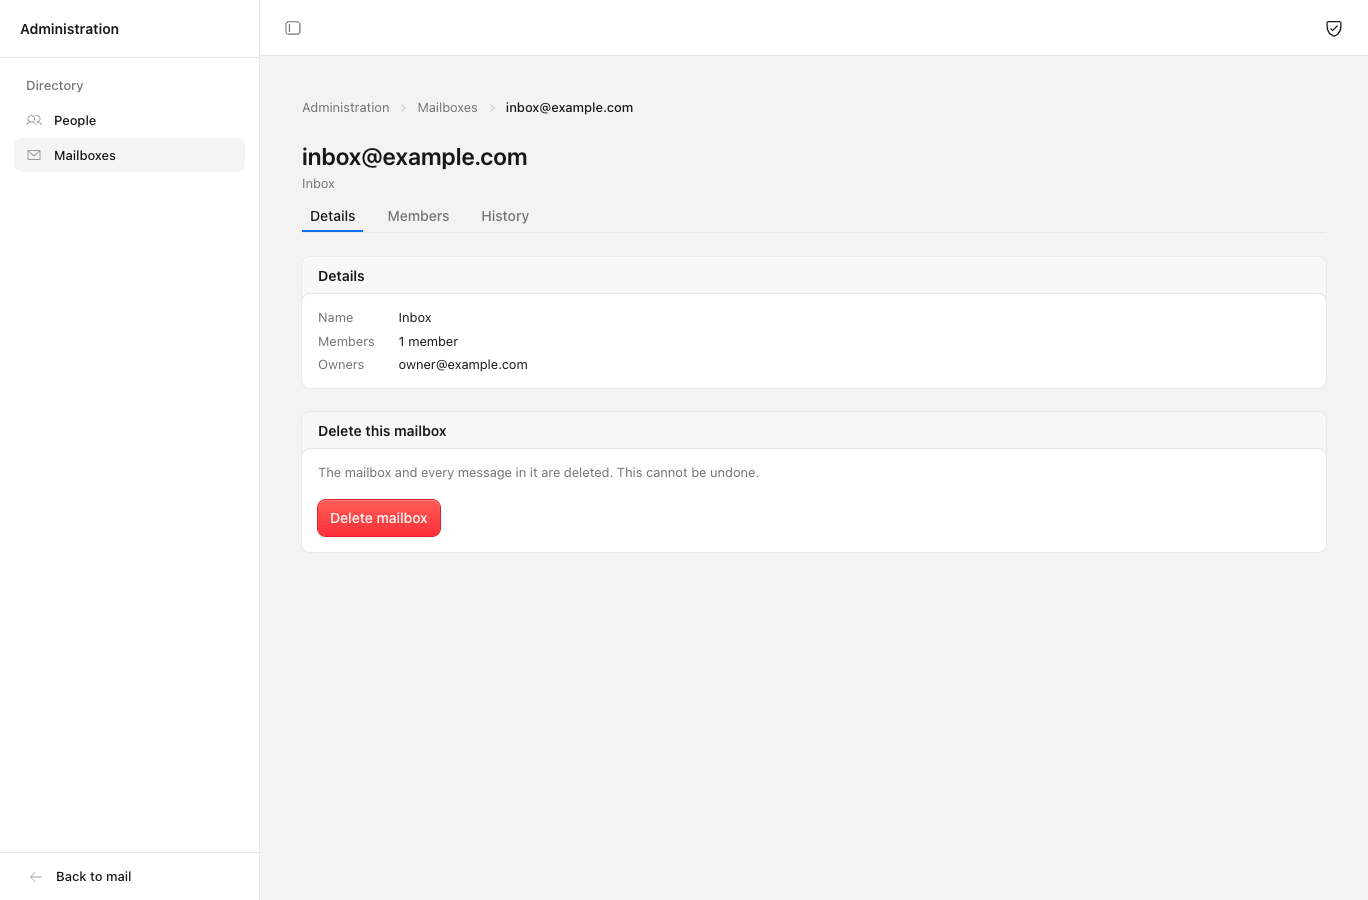 Administration
Directory
People
Mailboxes
Back to mail
Administration Mailboxes inbox@example.com
inbox@example.com
Inbox
Details Members History
Details
Name Inbox
Members 1 member
Owners owner@example.com
Delete this mailbox
The mailbox and every message in it are deleted. This cannot be undone.
Delete mailbox